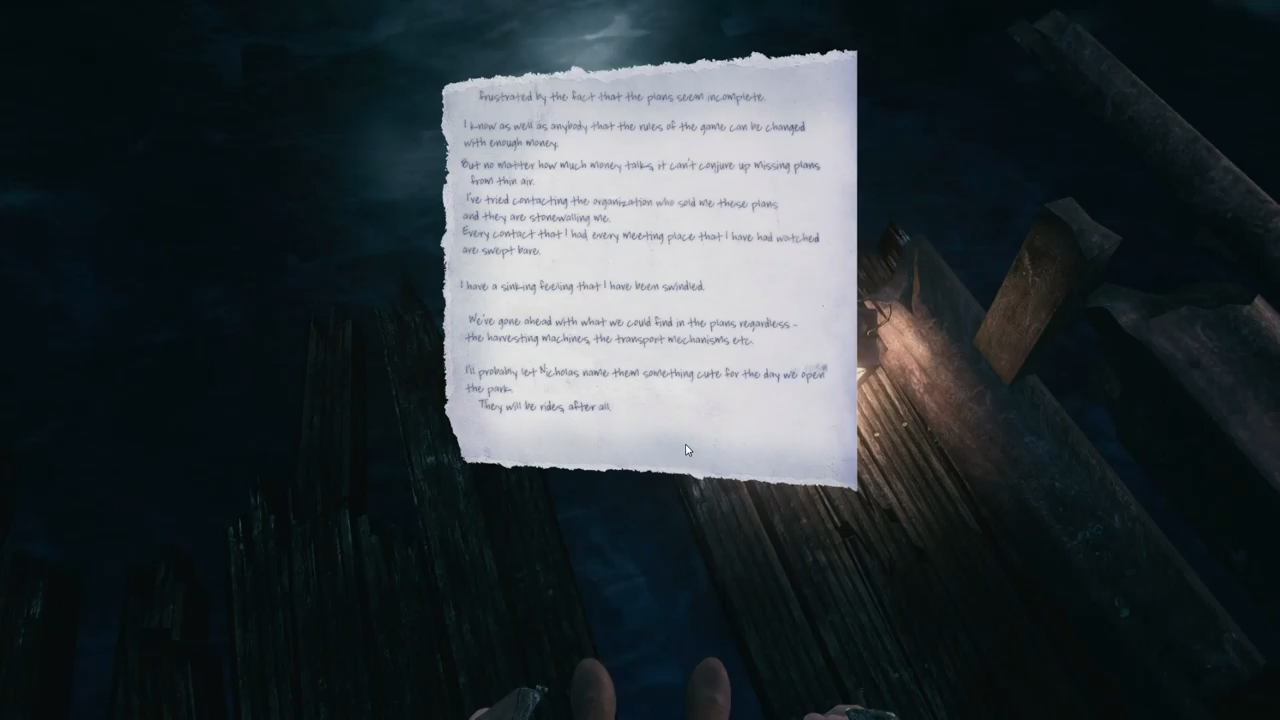 frustrated by the fact that the plans seem incomplete.
I know as well as anybody that the rules of the game can be changed
with enough money.
But no matter how much money talks, it can't conjure up missing plans
from thin air.
I've tried contacting the organization who sold me these plans
and they are stonewalling me.
Every contact that I had, every meeting place that I have had watched
are swept bare.
I have a sinking feeling that I have been swindled.
We've gone ahead with what we could find in the plans regardless -
the harvesting machines, the transport mechanisms etc.
I'll probably let Nicholas name them something cute for the day we open
the park.
They will be rides, after all.